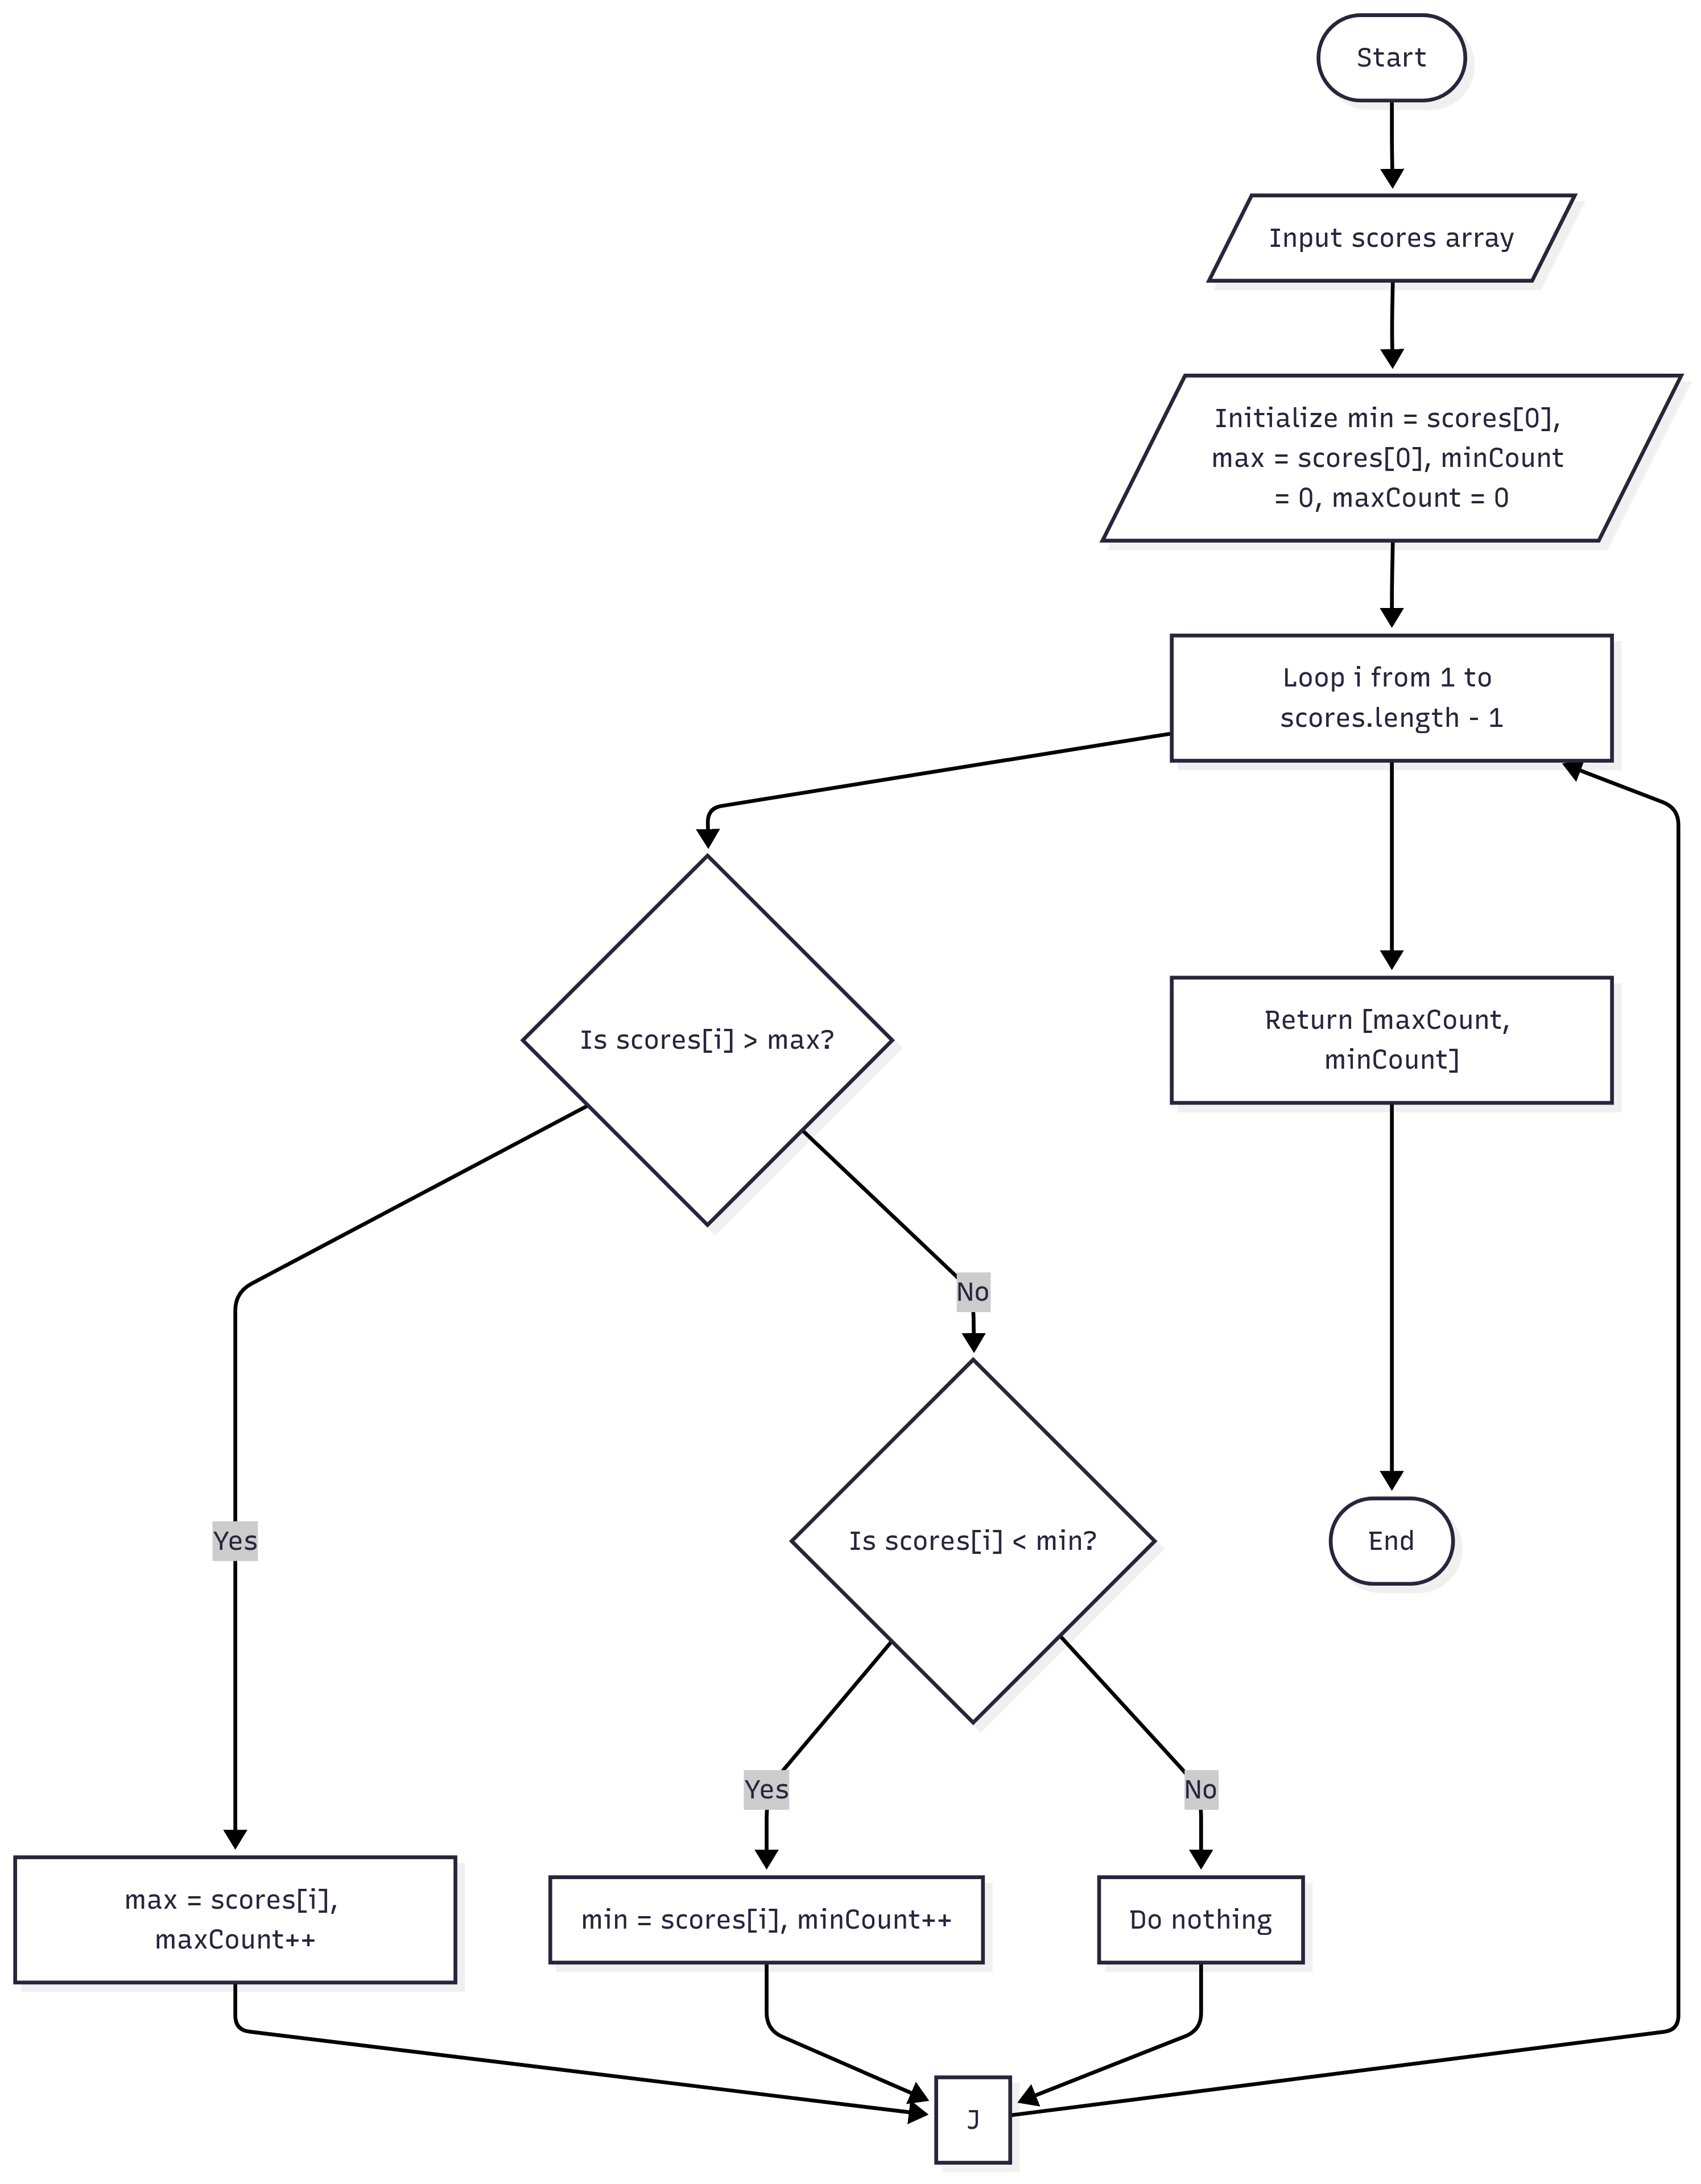 Start
Input scores array
Initialize min = scores[0],
max = scores[0], minCount
= 0, maxCount = 0
Loop i from 1 to
scores.length - 1
Is scores[i] > max?
Return [maxCount,
minCount]
No
Yes
Is scores[i] < min?
End
Yes
No
max = scores[i],
maxCount++
min = scores[i], minCount++
Do nothing
J